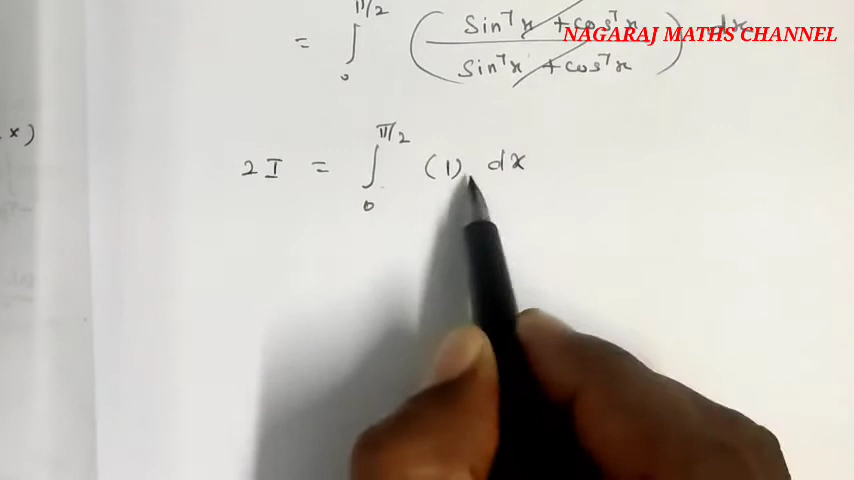 = ∫₀^(π/2) ( (Sin⁷x + cos⁷x) / (Sin⁷x + cos⁷x) ) dx
NAGARAJ MATHS CHANNEL
x)
2I = ∫₀^(π/2) (1) dx